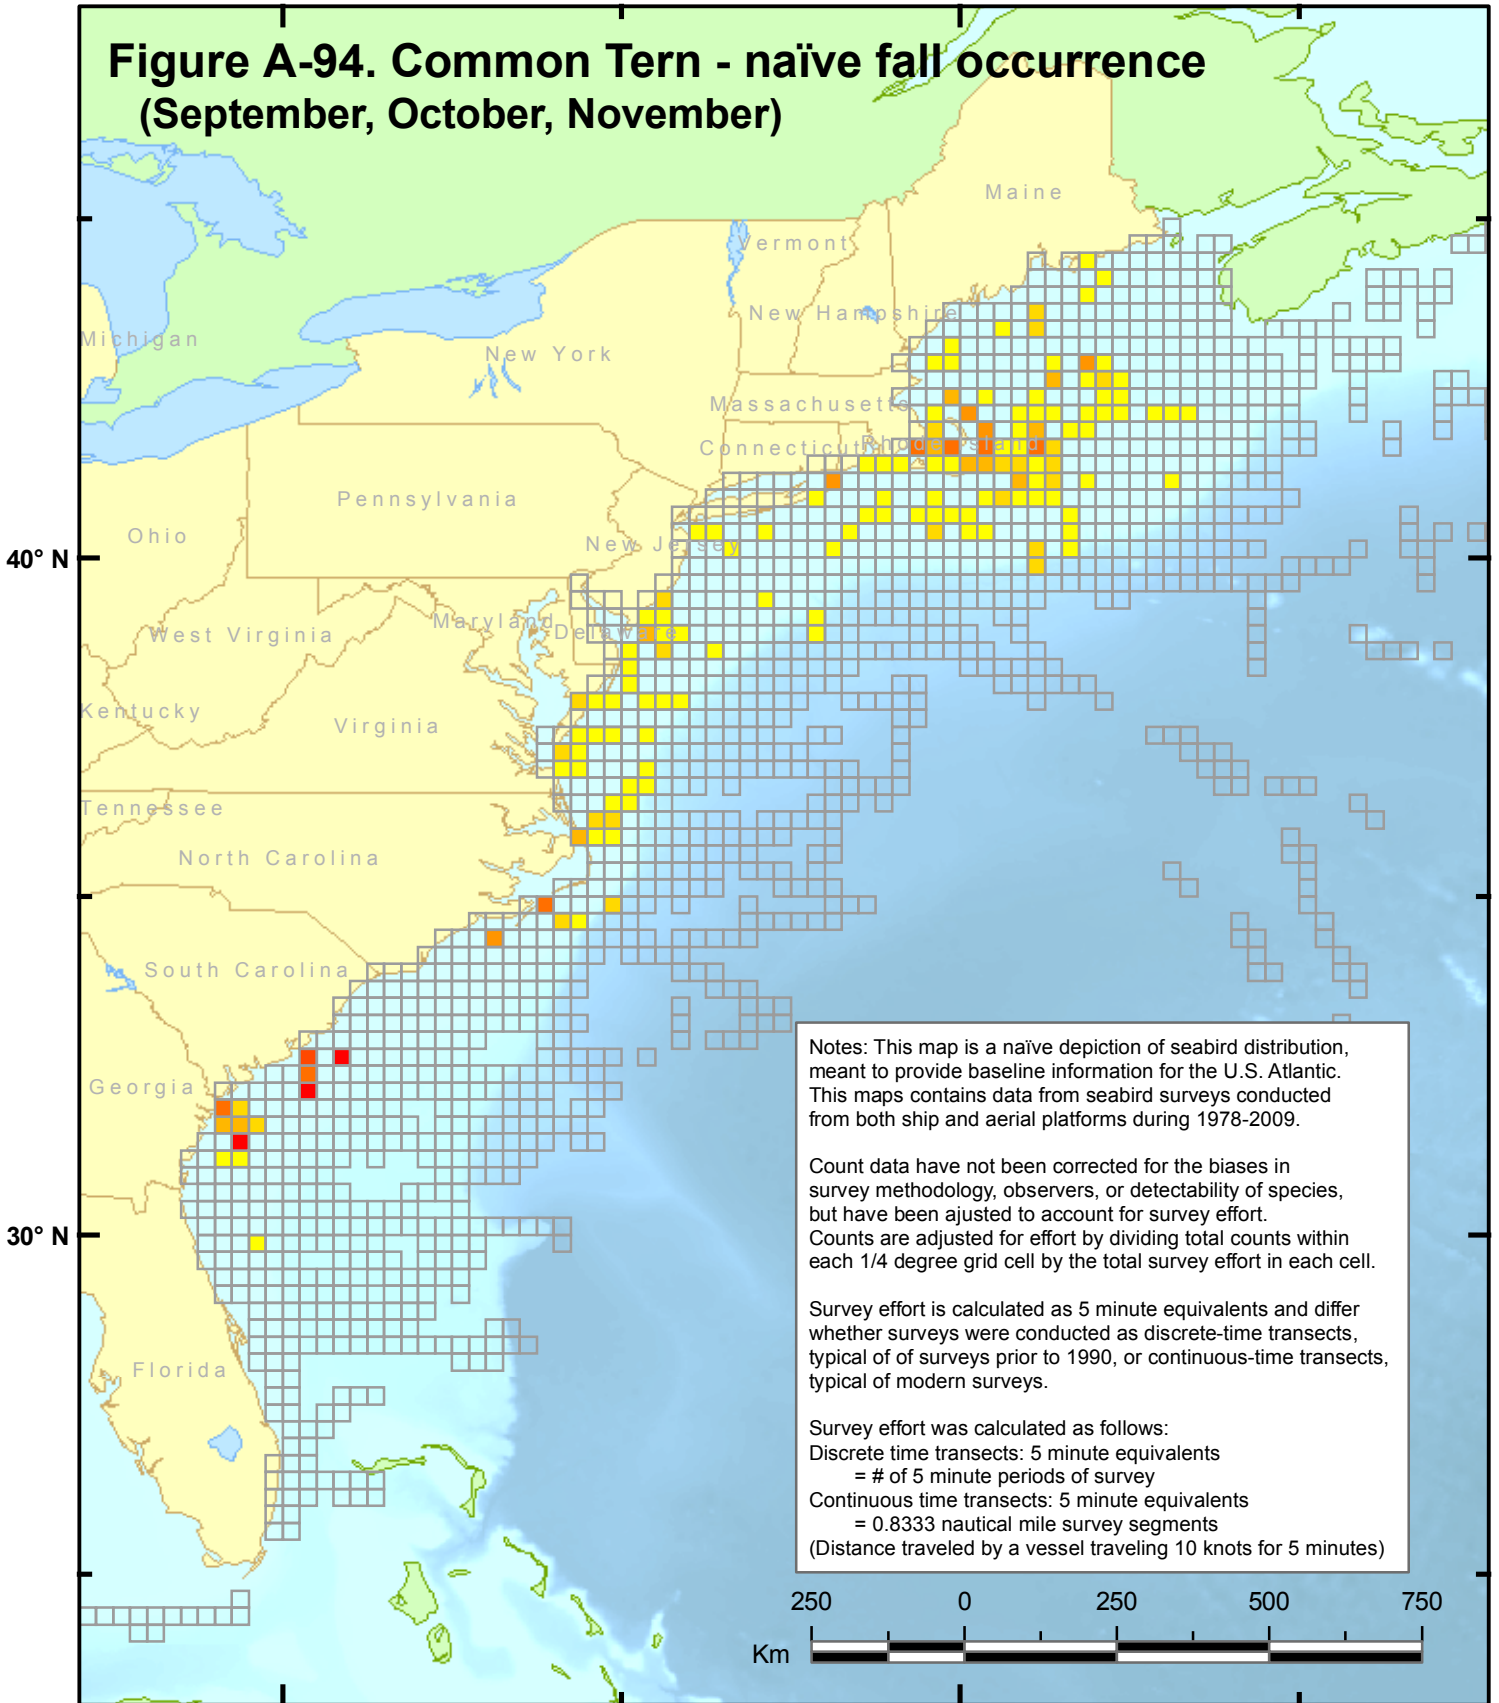 Figure A-94. Common Tern - naïve fall occurrence
(September, October, November)
Maine
Vermont
New Hampshire
Michigan
New York
Massachusetts
Connecticut
Rhode Island
Pennsylvania
Ohio
New Jersey
40° N
West Virginia
Maryland
Delaware
Kentucky
Virginia
Tennessee
North Carolina
South Carolina
Georgia
30° N
Florida
Notes: This map is a naïve depiction of seabird distribution,
meant to provide baseline information for the U.S. Atlantic.
This maps contains data from seabird surveys conducted
from both ship and aerial platforms during 1978-2009.
Count data have not been corrected for the biases in
survey methodology, observers, or detectability of species,
but have been ajusted to account for survey effort.
Counts are adjusted for effort by dividing total counts within
each 1/4 degree grid cell by the total survey effort in each cell.
Survey effort is calculated as 5 minute equivalents and differ
whether surveys were conducted as discrete-time transects,
typical of of surveys prior to 1990, or continuous-time transects,
typical of modern surveys.
Survey effort was calculated as follows:
Discrete time transects: 5 minute equivalents
= # of 5 minute periods of survey
Continuous time transects: 5 minute equivalents
= 0.8333 nautical mile survey segments
(Distance traveled by a vessel traveling 10 knots for 5 minutes)
250 0 250 500 750
Km